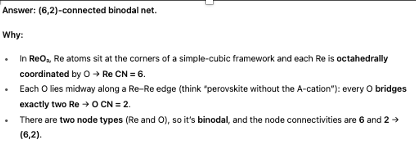 Answer: (6,2)-connected binodal net.
Why:
• In ReO₃, Re atoms sit at the corners of a simple-cubic framework and each Re is octahedrally
coordinated by O → Re CN = 6.
• Each O lies midway along a Re–Re edge (think "perovskite without the A-cation"): every O bridges
exactly two Re → O CN = 2.
• There are two node types (Re and O), so it's binodal, and the node connectivities are 6 and 2 →
(6,2).